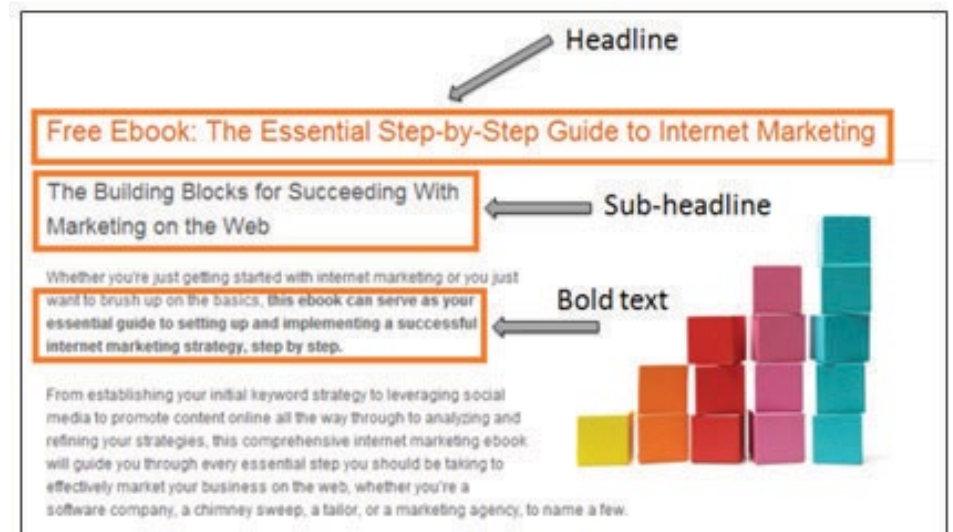 Headline
Free Ebook: The Essential Step-by-Step Guide to Internet Marketing
The Building Blocks for Succeeding With
Marketing on the Web
Sub-headline
Whether you're just getting started with internet marketing or you just
want to brush up on the basics, this ebook can serve as your
essential guide to setting up and implementing a successful
internet marketing strategy, step by step.
Bold text
From establishing your initial keyword strategy to leveraging social
media to promote content online all the way through to analyzing and
refining your strategies, this comprehensive internet marketing ebook
will guide you through every essential step you should be taking to
effectively market your business on the web, whether you're a
software company, a chimney sweep, a tailor, or a marketing agency, to name a few.